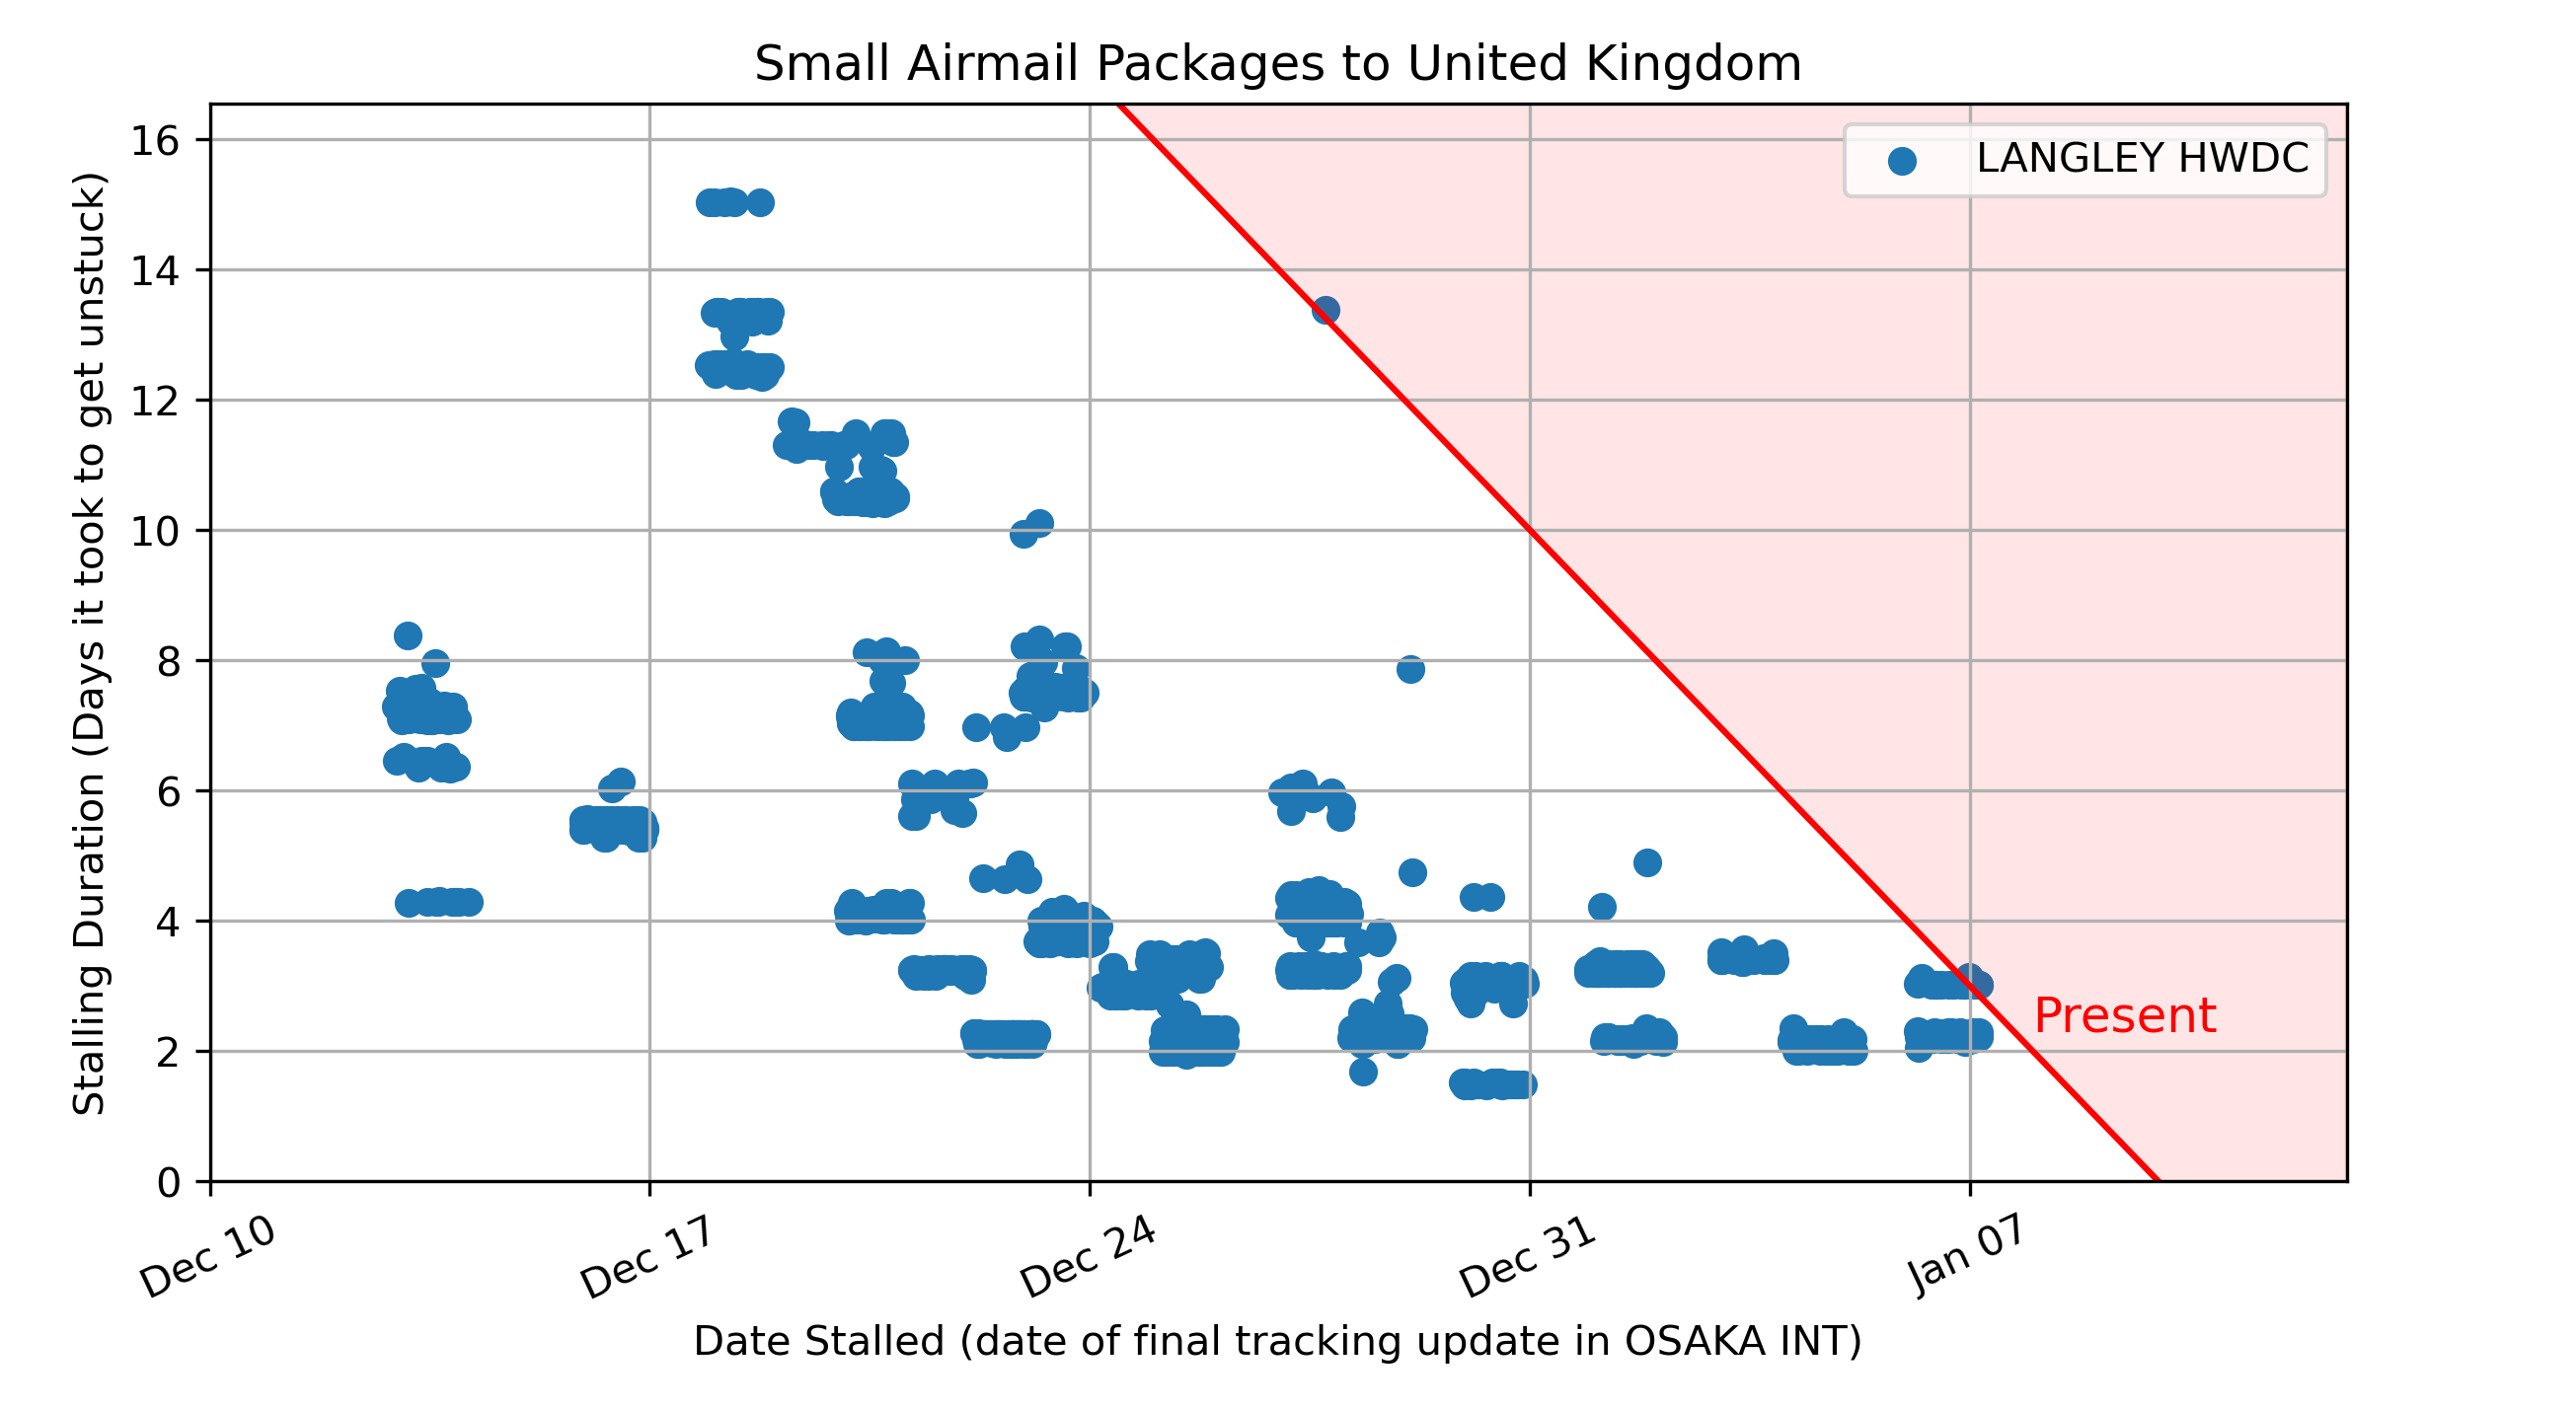 Small Airmail Packages to United Kingdom
Stalling Duration (Days it took to get unstuck)
16
14
12
10
8
6
4
2
0
LANGLEY HWDC
Present
Dec 10
Dec 17
Dec 24
Dec 31
Jan 07
Date Stalled (date of final tracking update in OSAKA INT)